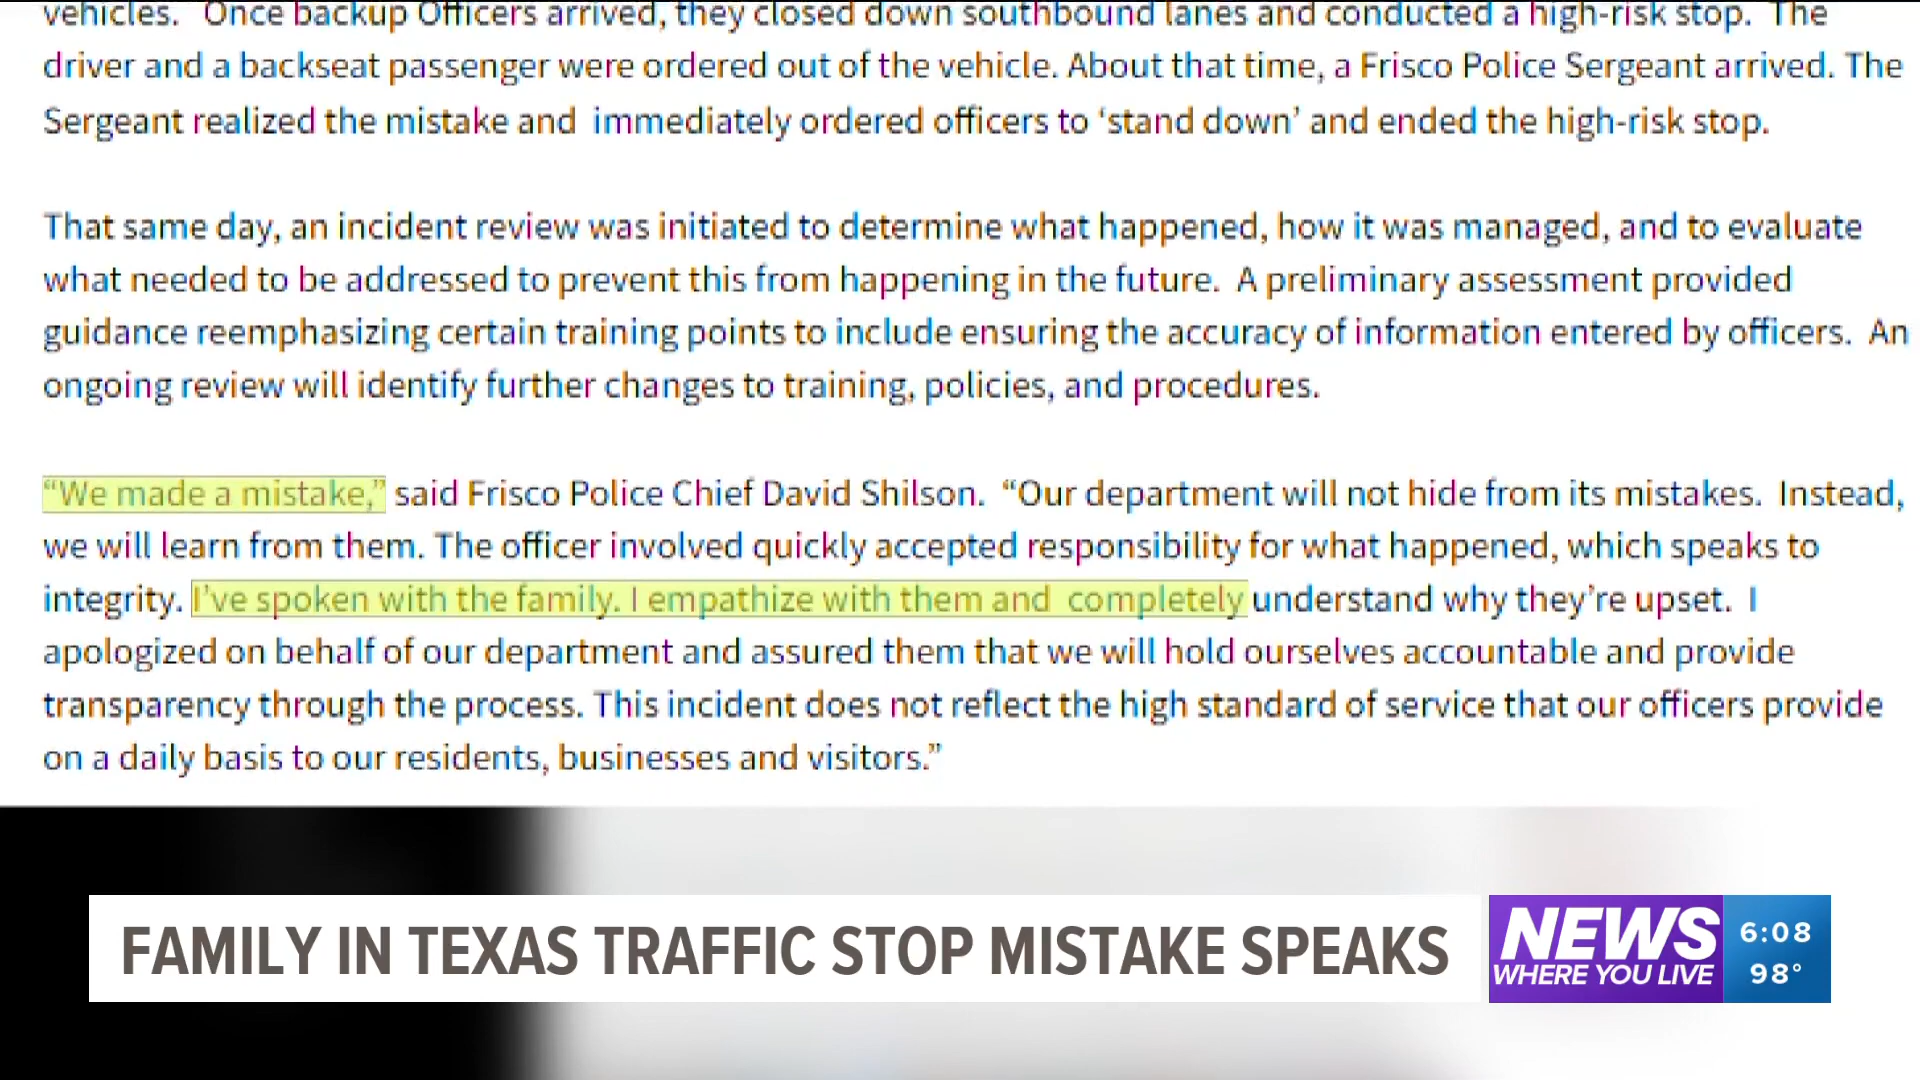 vehicles.  Once backup Officers arrived, they closed down southbound lanes and conducted a high-risk stop.  The
driver and a backseat passenger were ordered out of the vehicle. About that time, a Frisco Police Sergeant arrived. The
Sergeant realized the mistake and  immediately ordered officers to ‘stand down’ and ended the high-risk stop.
That same day, an incident review was initiated to determine what happened, how it was managed, and to evaluate
what needed to be addressed to prevent this from happening in the future.  A preliminary assessment provided
guidance reemphasizing certain training points to include ensuring the accuracy of information entered by officers.  An
ongoing review will identify further changes to training, policies, and procedures.
“We made a mistake,” said Frisco Police Chief David Shilson.  “Our department will not hide from its mistakes.  Instead,
we will learn from them. The officer involved quickly accepted responsibility for what happened, which speaks to
integrity. I’ve spoken with the family. I empathize with them and  completely understand why they’re upset.  I
apologized on behalf of our department and assured them that we will hold ourselves accountable and provide
transparency through the process. This incident does not reflect the high standard of service that our officers provide
on a daily basis to our residents, businesses and visitors.”
FAMILY IN TEXAS TRAFFIC STOP MISTAKE SPEAKS
NEWS
WHERE YOU LIVE
6:08
98°